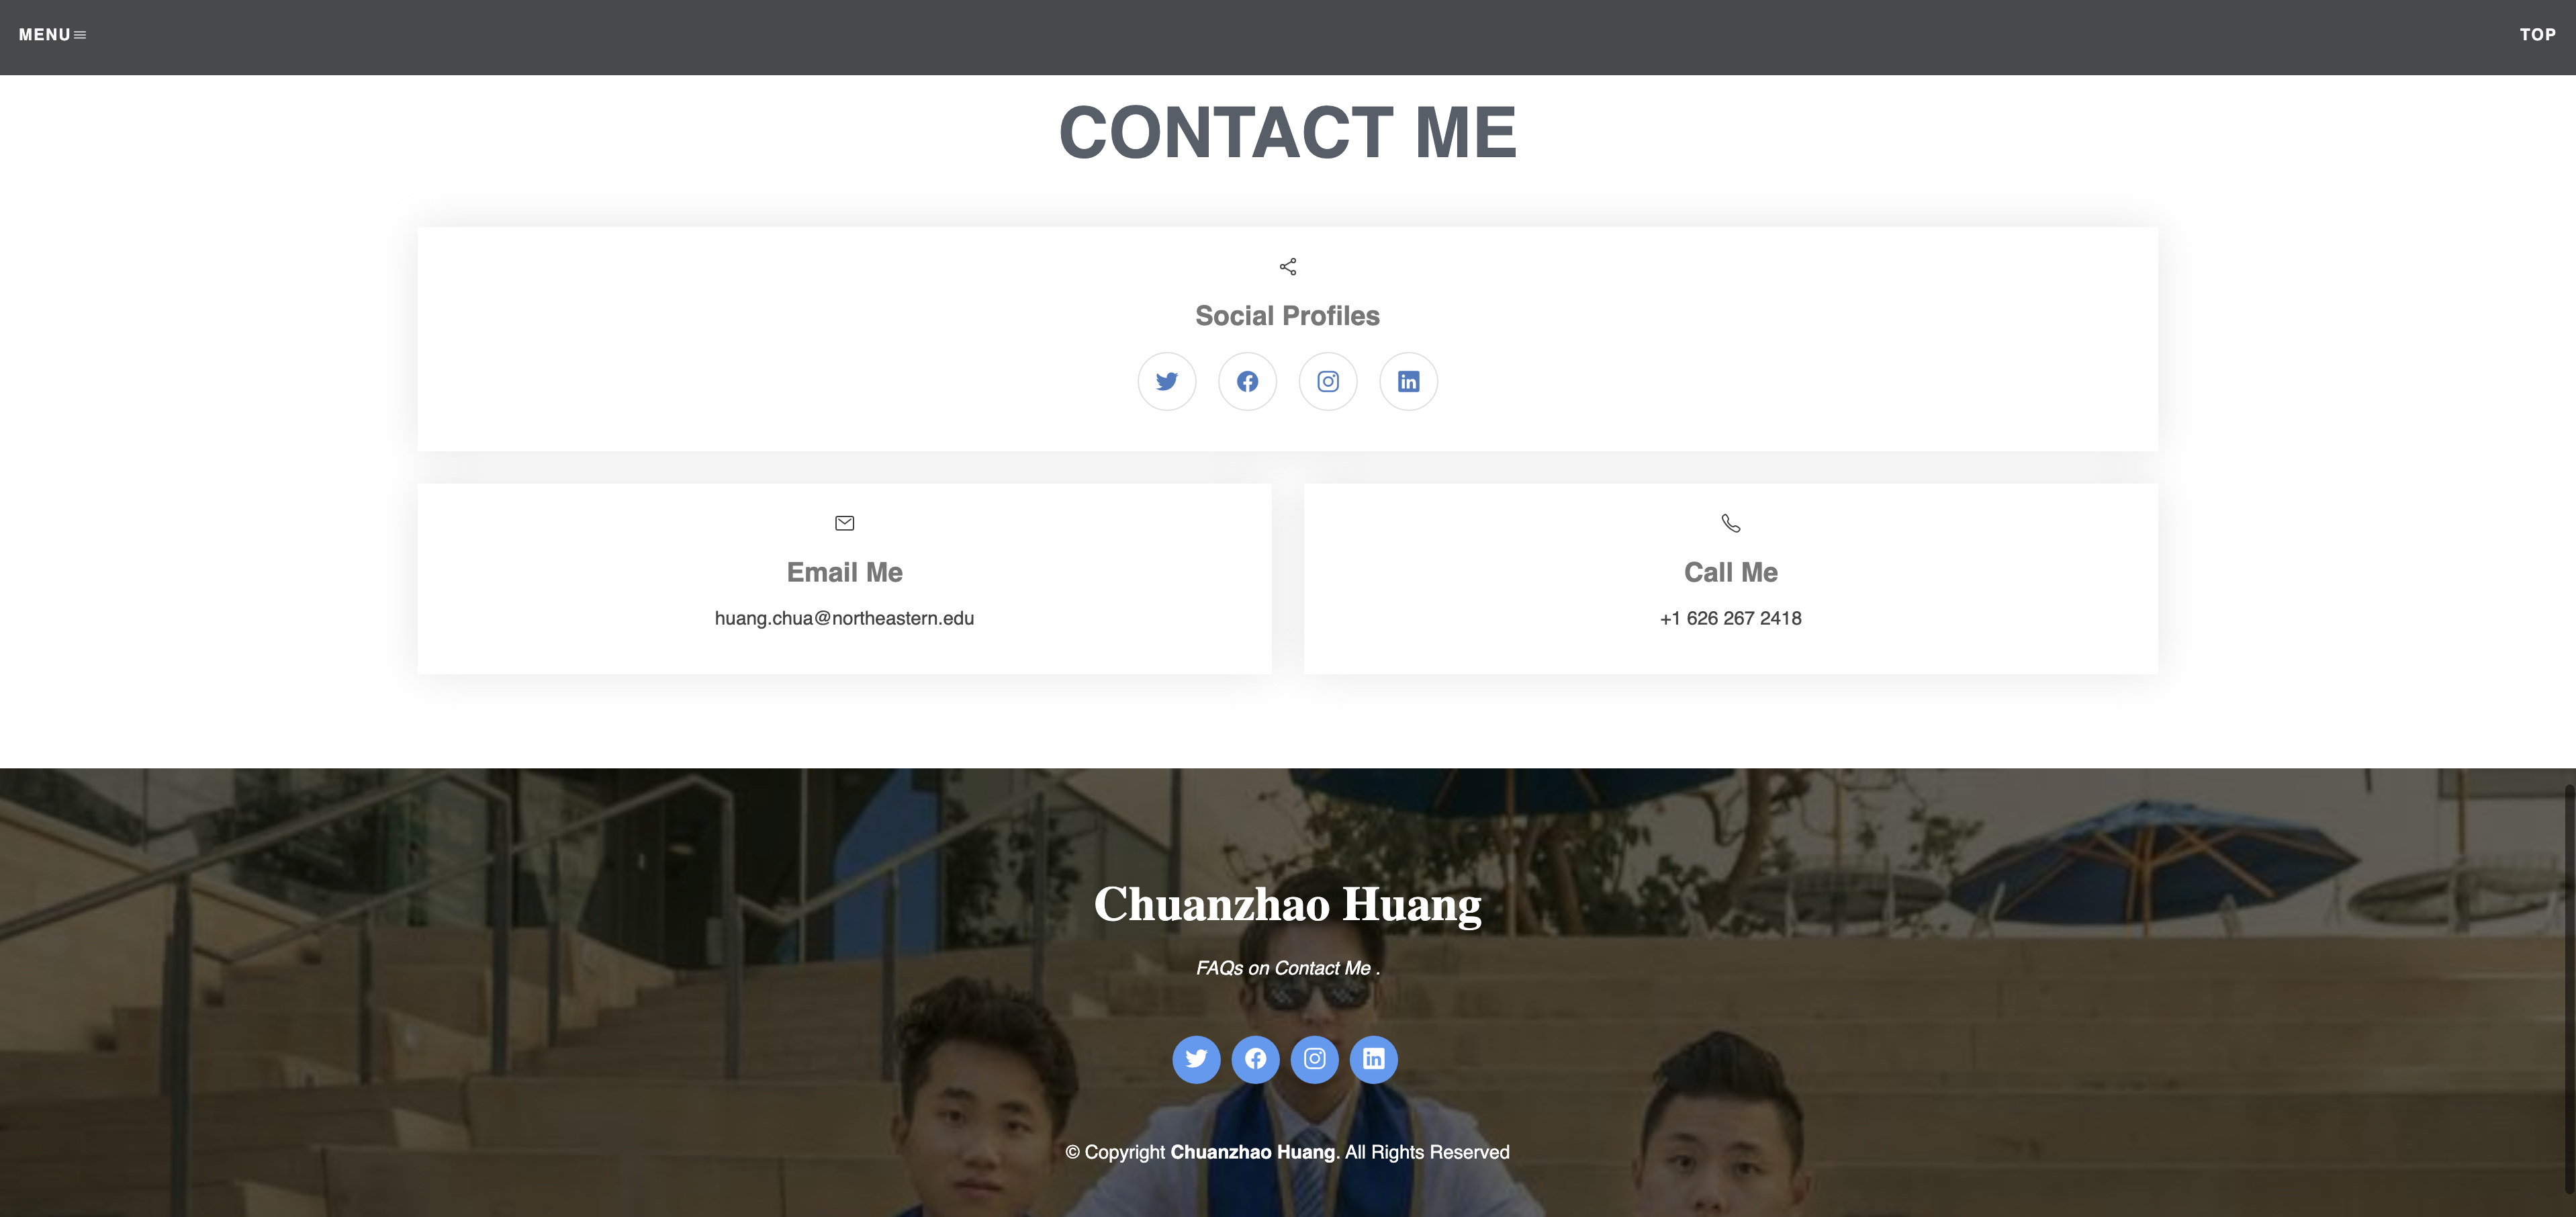 MENU
TOP
CONTACT ME
Social Profiles
Email Me
huang.chua@northeastern.edu
Call Me
+1 626 267 2418
Chuanzhao Huang
FAQs on Contact Me .
© Copyright Chuanzhao Huang. All Rights Reserved